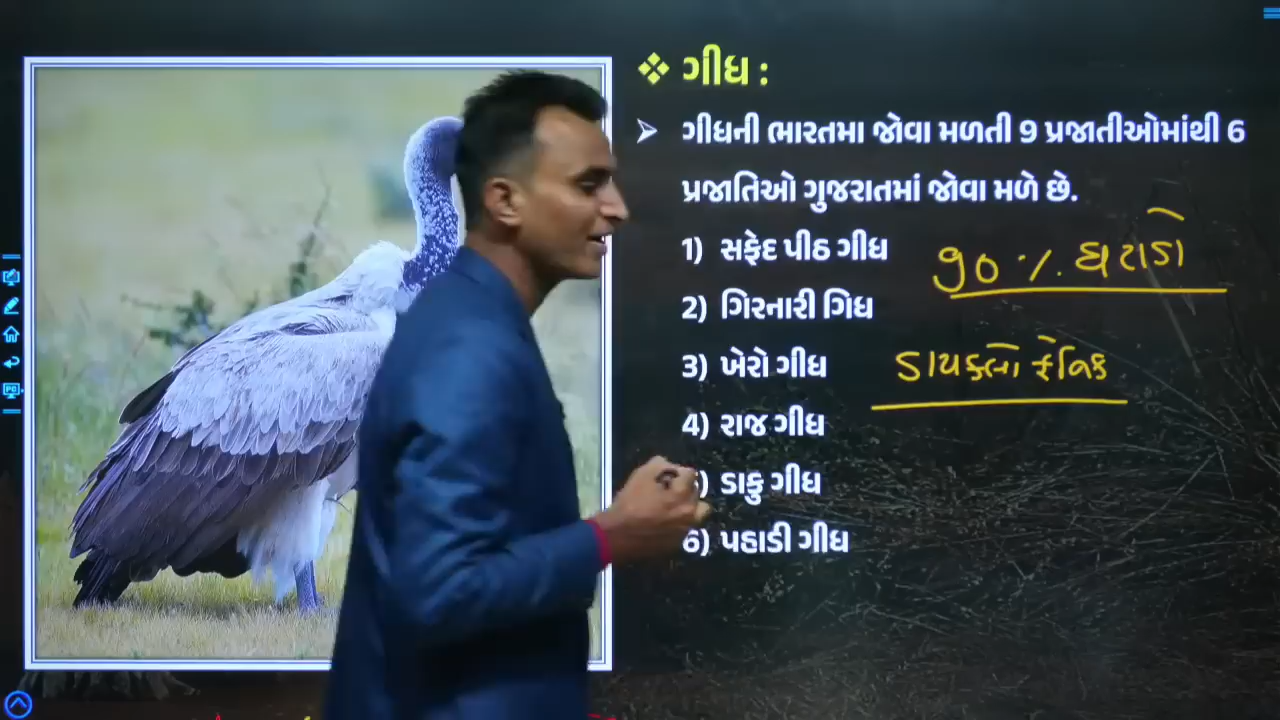 ❖ ગીધ :
➢ ગીધની ભારતમા જોવા મળતી 9 પ્રજાતીઓમાંથી 6
પ્રજાતિઓ ગુજરાતમાં જોવા મળે છે.
1) સફેદ પીઠ ગીધ
90 % ઘટાડો
2) ગિરનારી ગિધ
3) ખેરો ગીધ
ડાયક્લોફેનિક
4) રાજ ગીધ
) ડાકુ ગીધ
6) પહાડી ગીધ